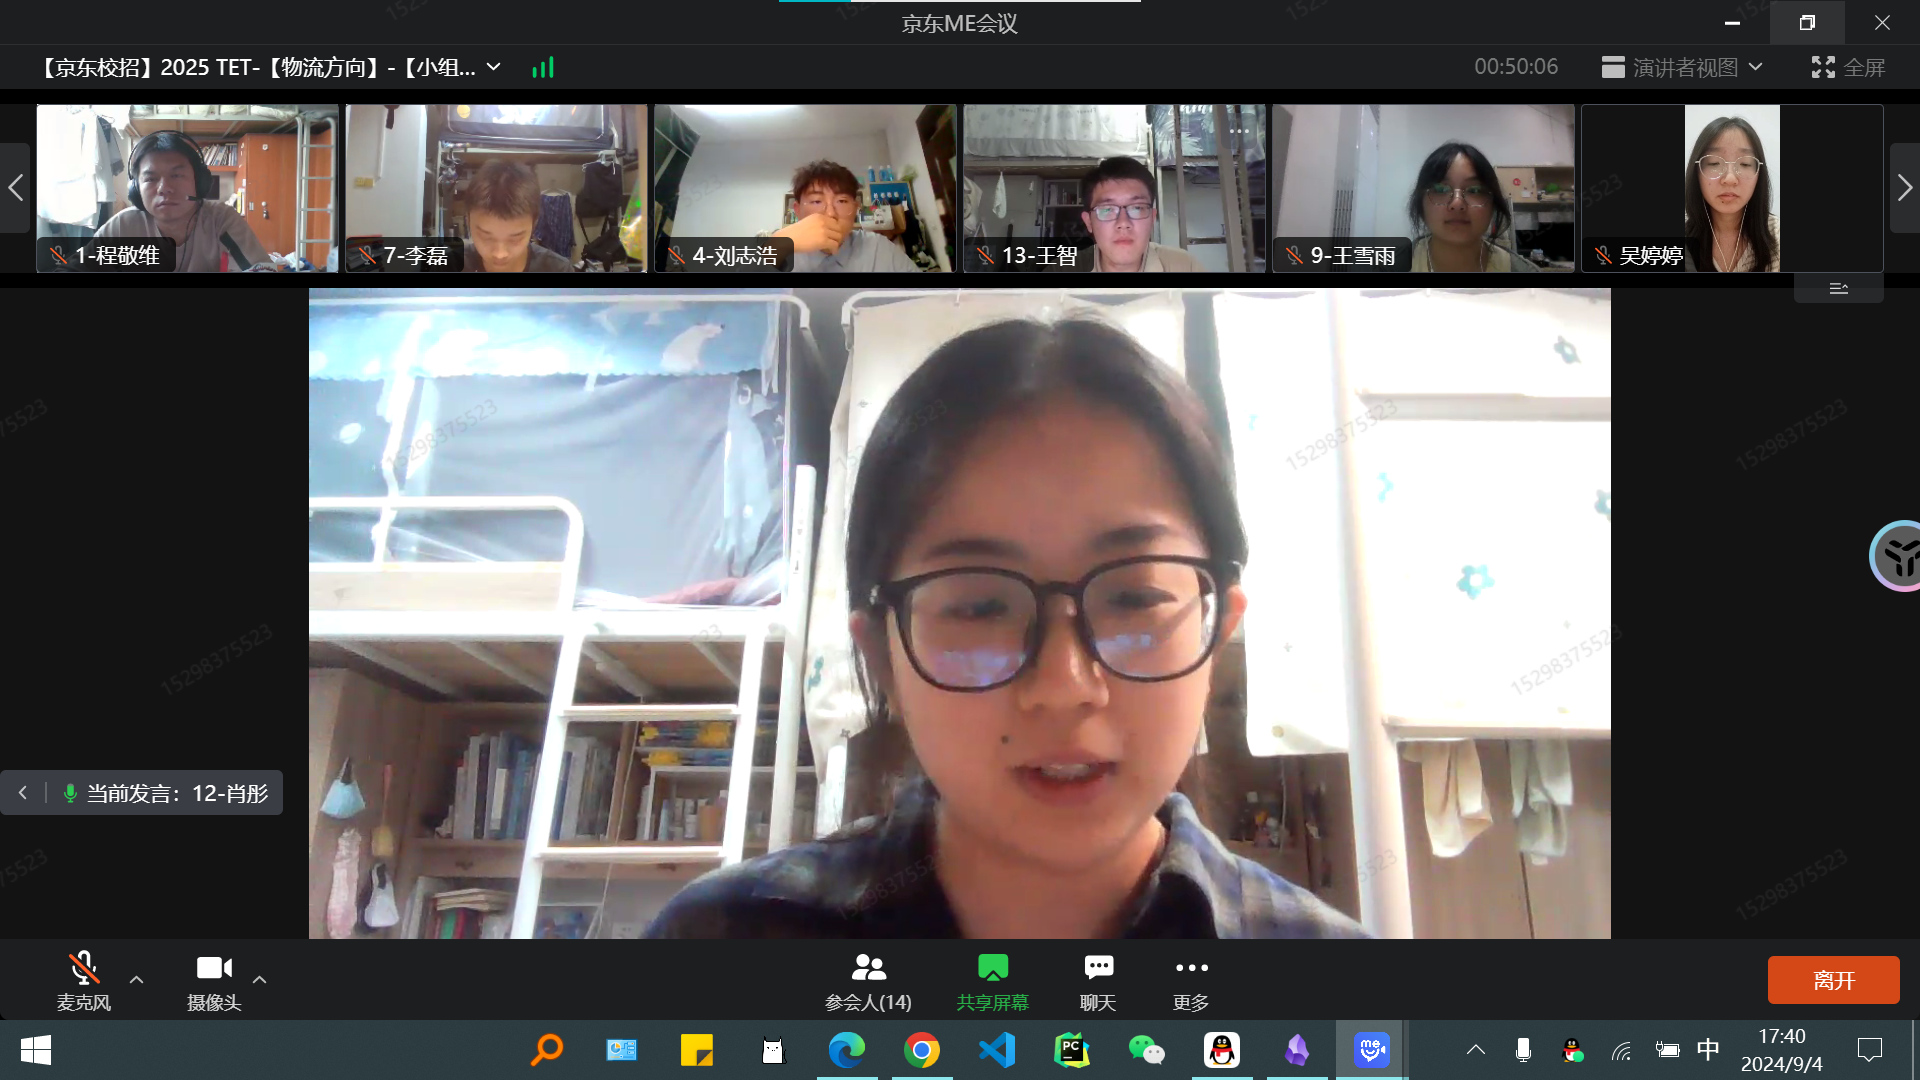 京东ME会议
【京东校招】2025 TET-【物流方向】-【小组...
00:50:06
演讲者视图
全屏
1-程敬维
7-李磊
4-刘志浩
13-王智
9-王雪雨
吴婷婷
15298375523
当前发言：12-肖彤
麦克风
摄像头
参会人(14)
共享屏幕
聊天
更多
离开
PC
me
中
17:40
2024/9/4